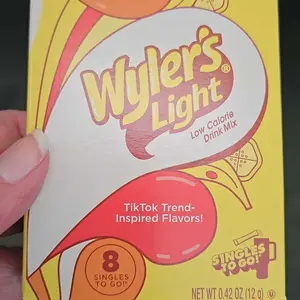 Wyler's®
Light
Low Calorie
Drink Mix
TikTok Trend-
Inspired Flavors!
8
SINGLES
TO GO!®
SINGLES
TO GO!®
NET WT 0.42 OZ (12 g) U